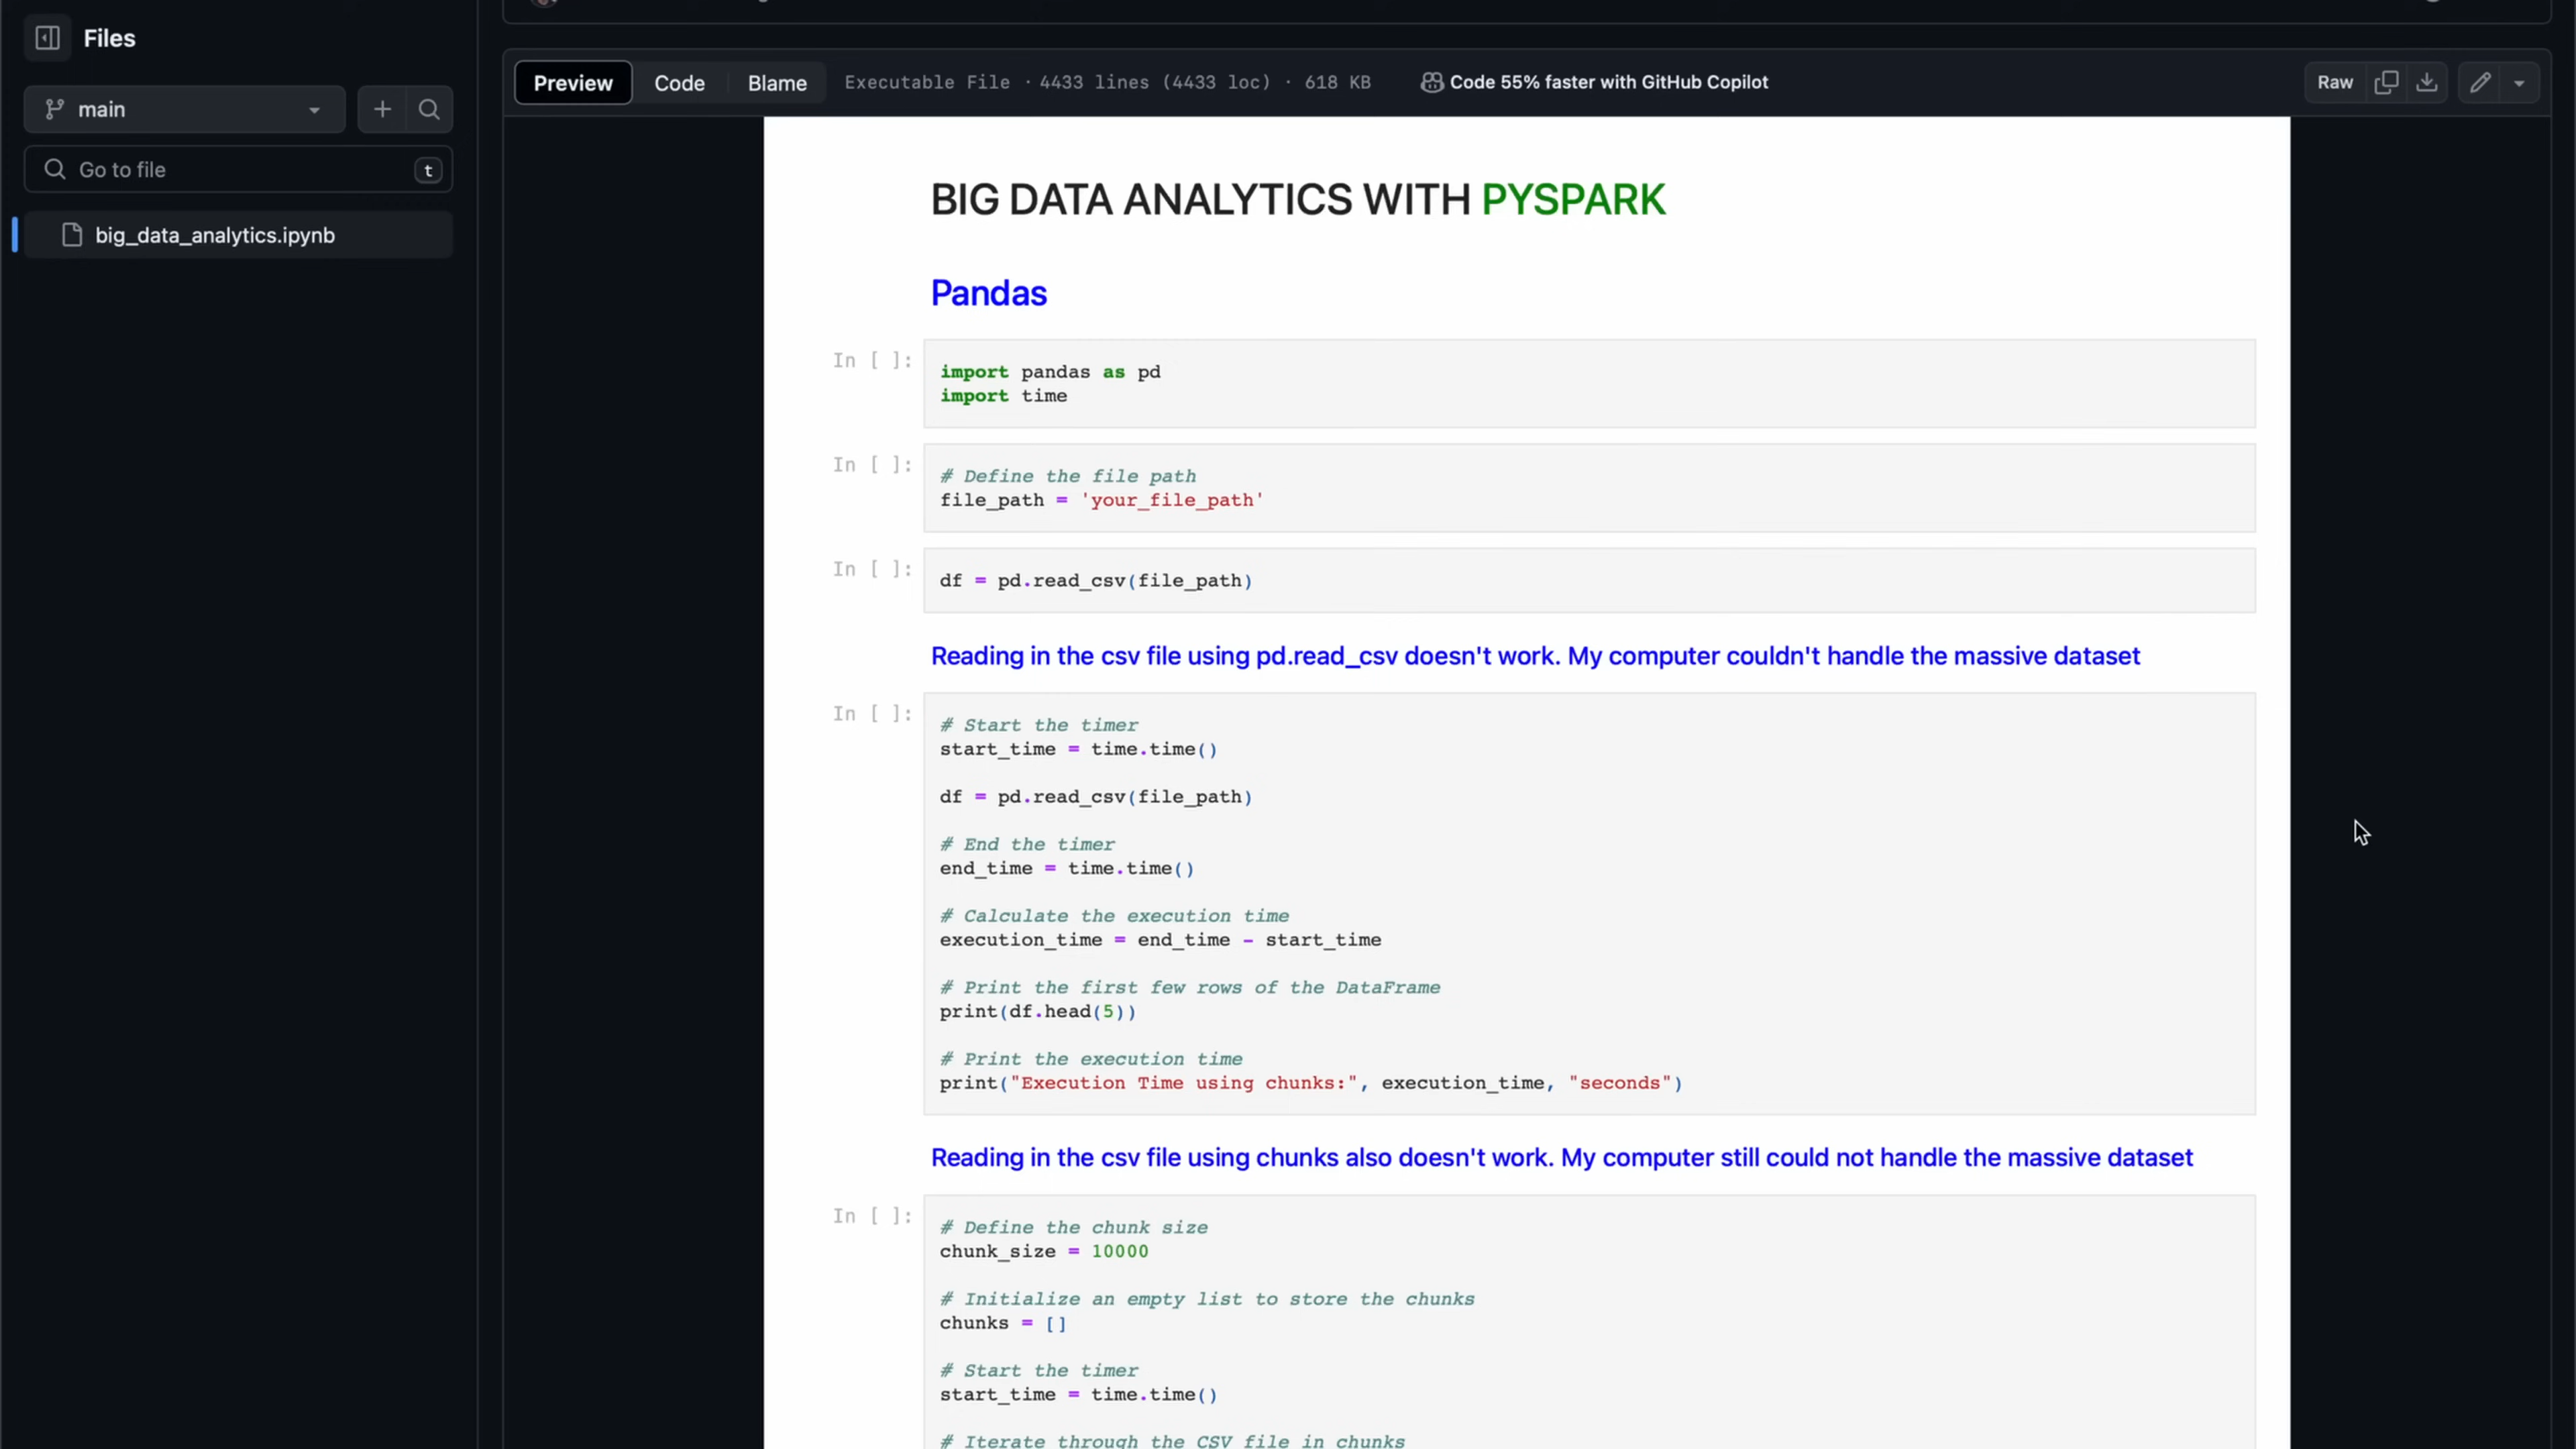 Files
main
Go to file
t
big_data_analytics.ipynb
Preview
Code
Blame
Executable File · 4433 lines (4433 loc) · 618 KB
Code 55% faster with GitHub Copilot
Raw
BIG DATA ANALYTICS WITH PYSPARK
Pandas
In [ ]:
import pandas as pd
import time
In [ ]:
# Define the file path
file_path = 'your_file_path'
In [ ]:
df = pd.read_csv(file_path)
Reading in the csv file using pd.read_csv doesn't work. My computer couldn't handle the massive dataset
In [ ]:
# Start the timer
start_time = time.time()
df = pd.read_csv(file_path)
# End the timer
end_time = time.time()
# Calculate the execution time
execution_time = end_time - start_time
# Print the first few rows of the DataFrame
print(df.head(5))
# Print the execution time
print("Execution Time using chunks:", execution_time, "seconds")
Reading in the csv file using chunks also doesn't work. My computer still could not handle the massive dataset
In [ ]:
# Define the chunk size
chunk_size = 10000
# Initialize an empty list to store the chunks
chunks = []
# Start the timer
start_time = time.time()
# Iterate through the CSV file in chunks